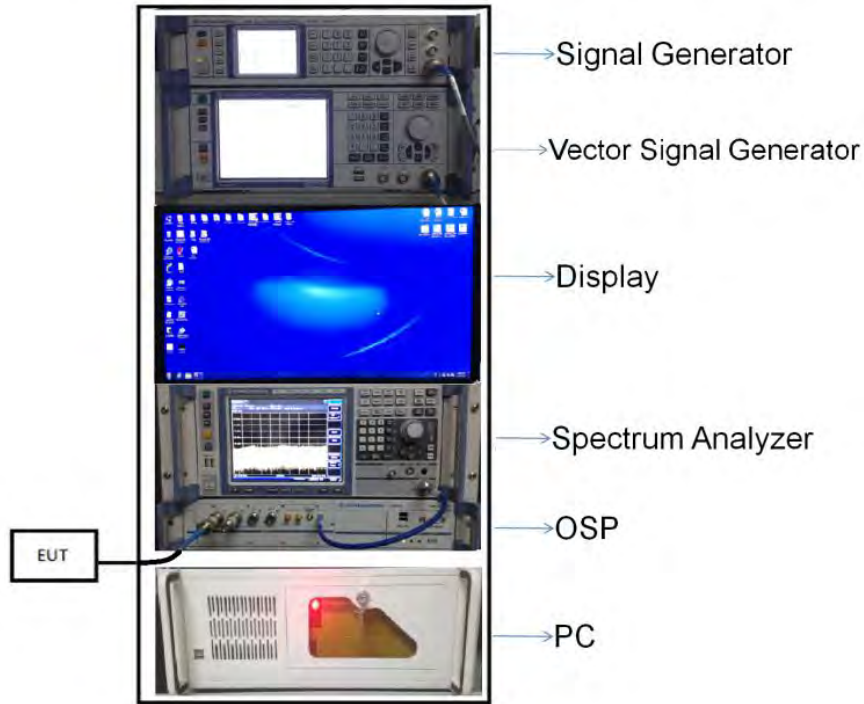 Signal Generator
Vector Signal Generator
Display
Spectrum Analyzer
OSP
EUT
PC